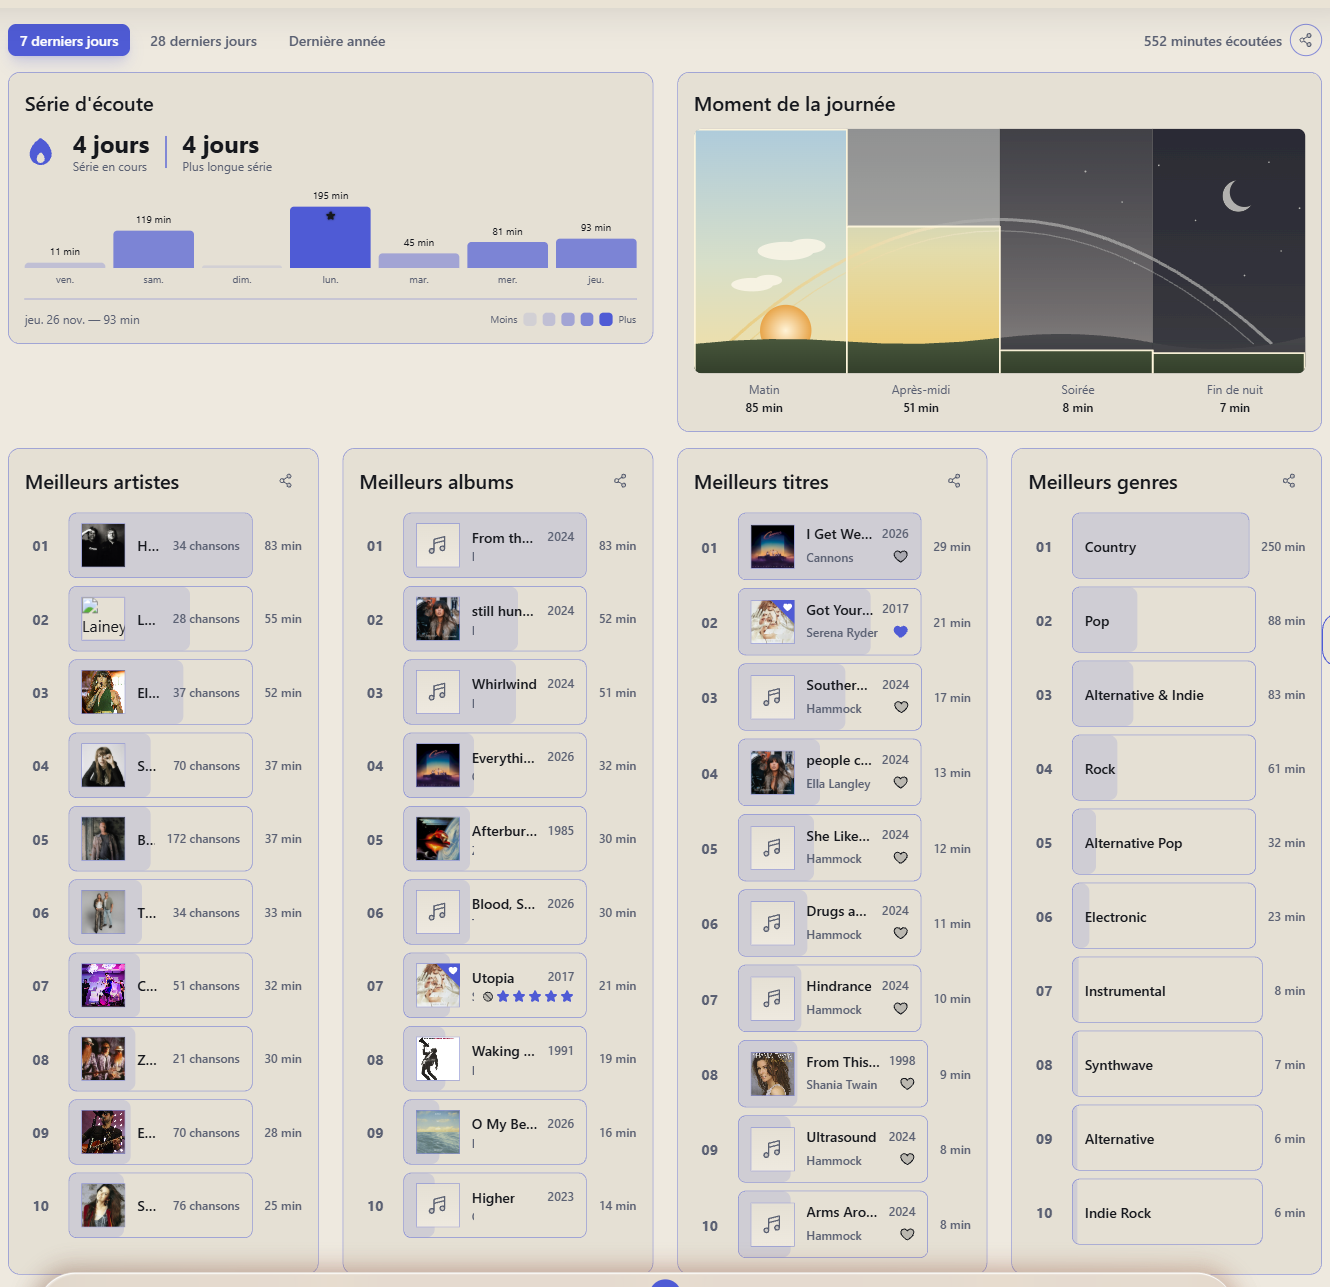 7 derniers jours
28 derniers jours
Dernière année
552 minutes écoutées
Série d'écoute
4 jours
Série en cours
4 jours
Plus longue série
11 min
119 min
195 min
45 min
81 min
93 min
ven.
sam.
dim.
lun.
mar.
mer.
jeu.
jeu. 26 nov. — 93 min
Moins
Plus
Moment de la journée
Matin
85 min
Après-midi
51 min
Soirée
8 min
Fin de nuit
7 min
Meilleurs artistes
01 H... 34 chansons 83 min
02 Lainey L... 28 chansons 55 min
03 El... 37 chansons 52 min
04 S... 70 chansons 37 min
05 B... 172 chansons 37 min
06 T... 34 chansons 33 min
07 C... 51 chansons 32 min
08 Z... 21 chansons 30 min
09 E... 70 chansons 28 min
10 S... 76 chansons 25 min
Meilleurs albums
01 From th... 2024 83 min
02 still hun... 2024 52 min
03 Whirlwind 2024 51 min
04 Everythi... 2026 32 min
05 Afterbur... 1985 30 min
06 Blood, S... 2026 30 min
07 Utopia 2017 21 min
08 Waking ... 1991 19 min
09 O My Be... 2026 16 min
10 Higher 2023 14 min
Meilleurs titres
01 I Get We... 2026 29 min
Cannons
02 Got Your... 2017 21 min
Serena Ryder
03 Souther... 2024 17 min
Hammock
04 people c... 2024 13 min
Ella Langley
05 She Like... 2024 12 min
Hammock
06 Drugs a... 2024 11 min
Hammock
07 Hindrance 2024 10 min
Hammock
08 From This... 1998 9 min
Shania Twain
09 Ultrasound 2024 8 min
Hammock
10 Arms Aro... 2024 8 min
Hammock
Meilleurs genres
01 Country 250 min
02 Pop 88 min
03 Alternative & Indie 83 min
04 Rock 61 min
05 Alternative Pop 32 min
06 Electronic 23 min
07 Instrumental 8 min
08 Synthwave 7 min
09 Alternative 6 min
10 Indie Rock 6 min